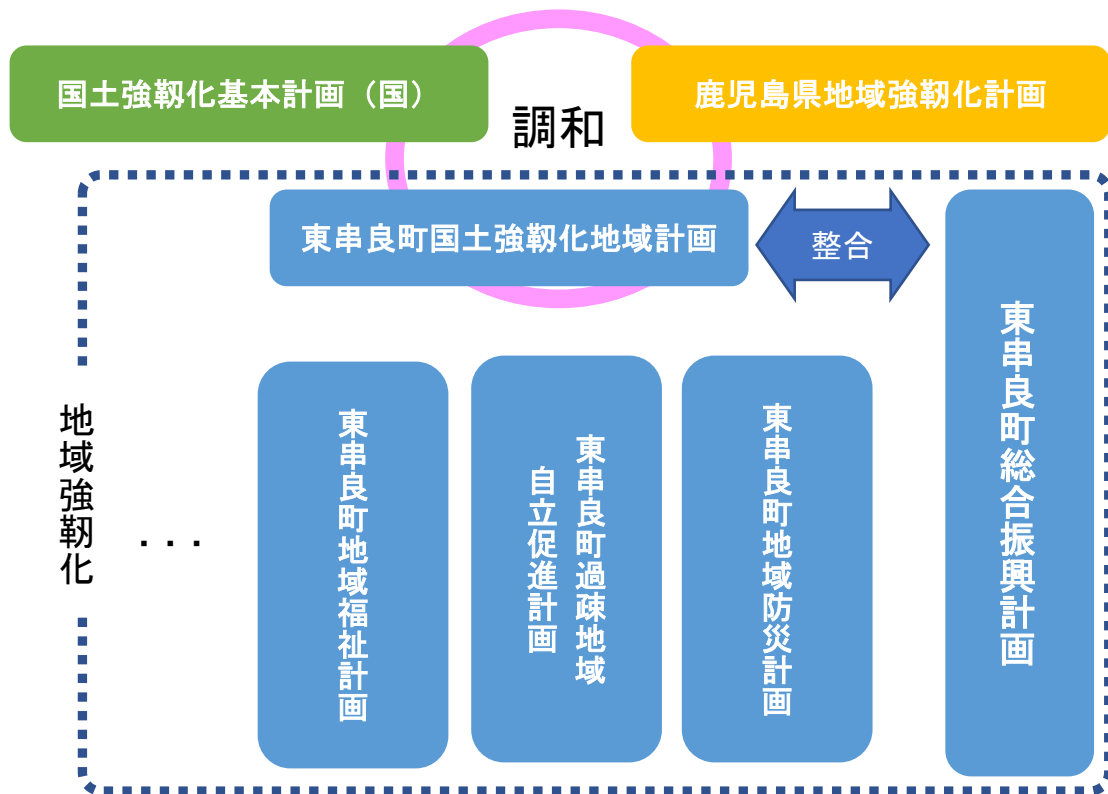 国土強靱化基本計画（国）
鹿児島県地域強靱化計画
調和
東串良町国土強靱化地域計画
整合
東串良町総合振興計画
東串良町地域防災計画
東串良町過疎地域
自立促進計画
東串良町地域福祉計画
・・・
地域強靱化